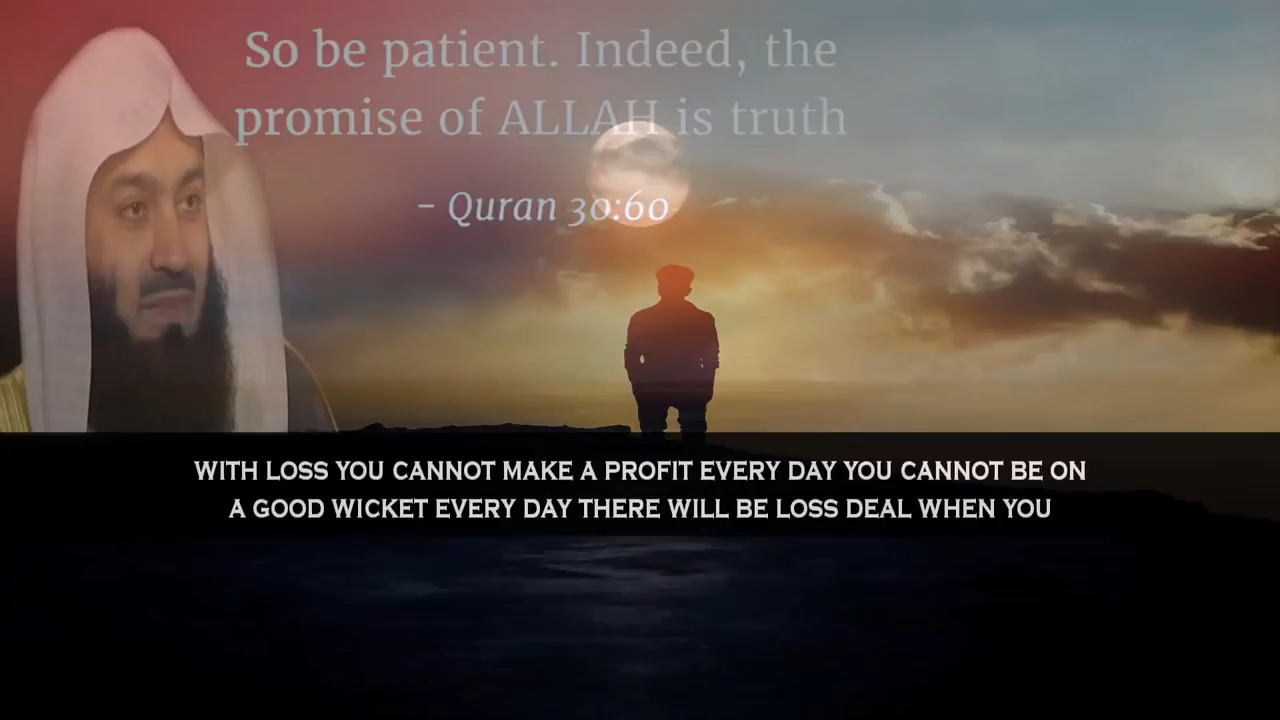 So be patient. Indeed, the
promise of ALLAH is truth
- Quran 30:60
WITH LOSS YOU CANNOT MAKE A PROFIT EVERY DAY YOU CANNOT BE ON
A GOOD WICKET EVERY DAY THERE WILL BE LOSS DEAL WHEN YOU